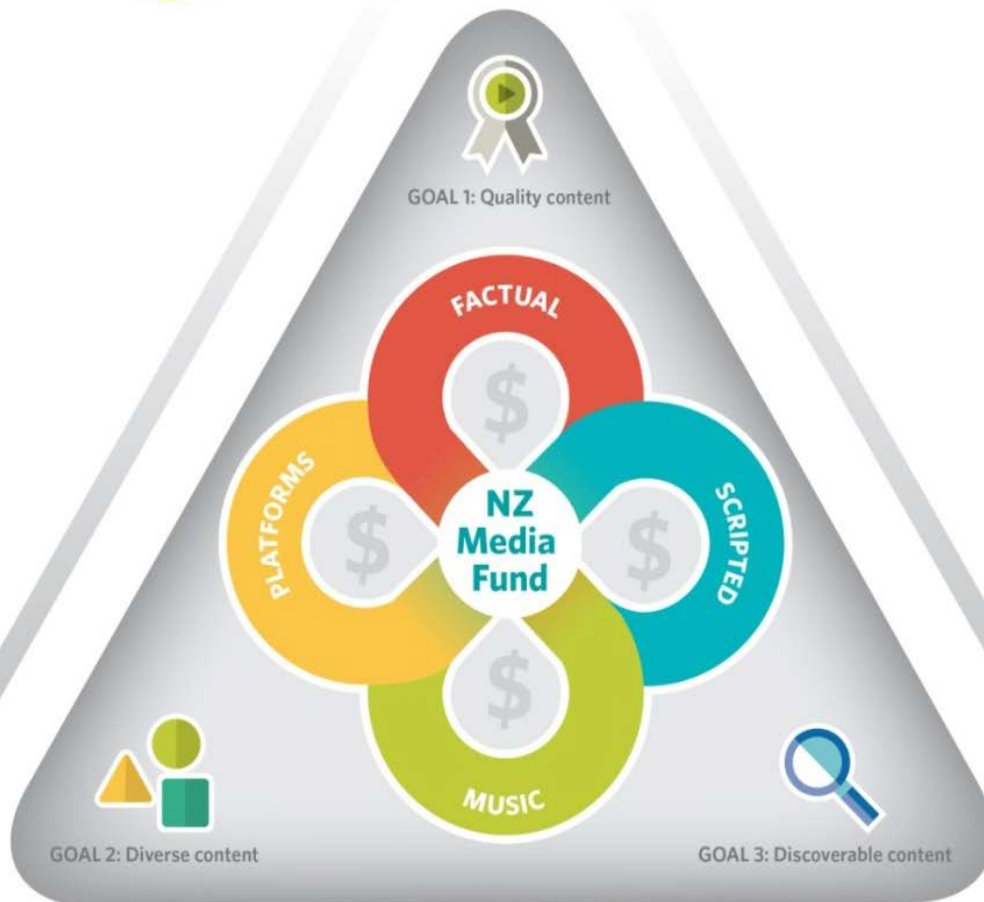 GOAL 1: Quality content
FACTUAL
$
PLATFORMS
$
NZ
Media
Fund
$
SCRIPTED
$
MUSIC
GOAL 2: Diverse content
GOAL 3: Discoverable content